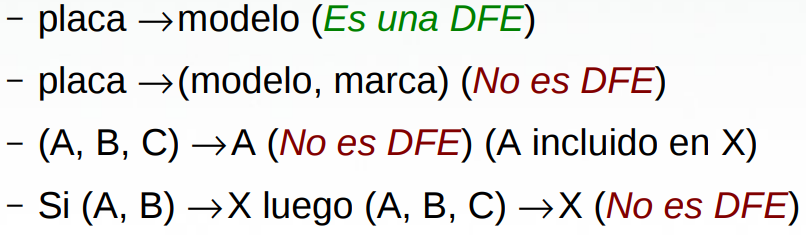 – placa →modelo (Es una DFE)
– placa →(modelo, marca) (No es DFE)
– (A, B, C) →A (No es DFE) (A incluido en X)
– Si (A, B) →X luego (A, B, C) →X (No es DFE)